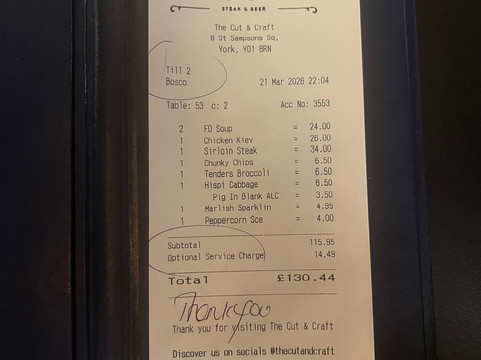 STEAK & BEER
The Cut & Craft
8 St Sampsons Sq,
York, YO1 8RN
Till 2
Bosco
21 Mar 2026 22:04
Table: 53 c: 2 Acc No: 3553
2 FO Soup = 24.00
1 Chicken Kiev = 26.00
1 Sirloin Steak = 34.00
1 Chunky Chips = 6.50
1 Tenders Broccoli = 6.50
1 Hispi Cabbage = 6.50
Pig In Blank ALC = 3.50
1 Marlish Sparklin = 4.95
1 Peppercorn Sce = 4.00
Subtotal 115.95
Optional Service Charge 14.49
Total £130.44
Thank you
Thank you for visiting The Cut & Craft
Discover us on socials #thecutandcraft